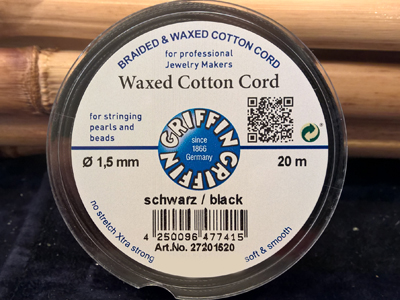 BRAIDED & WAXED COTTON CORD
for professional
Jewelry Makers
Waxed Cotton Cord
for stringing
pearls and
beads
GRIFFIN GRIFFIN
since
1866
Germany
Ø 1,5 mm
20 m
schwarz / black
4 250096 477415
Art.No. 27201520
no stretch Xtra strong
soft & smooth